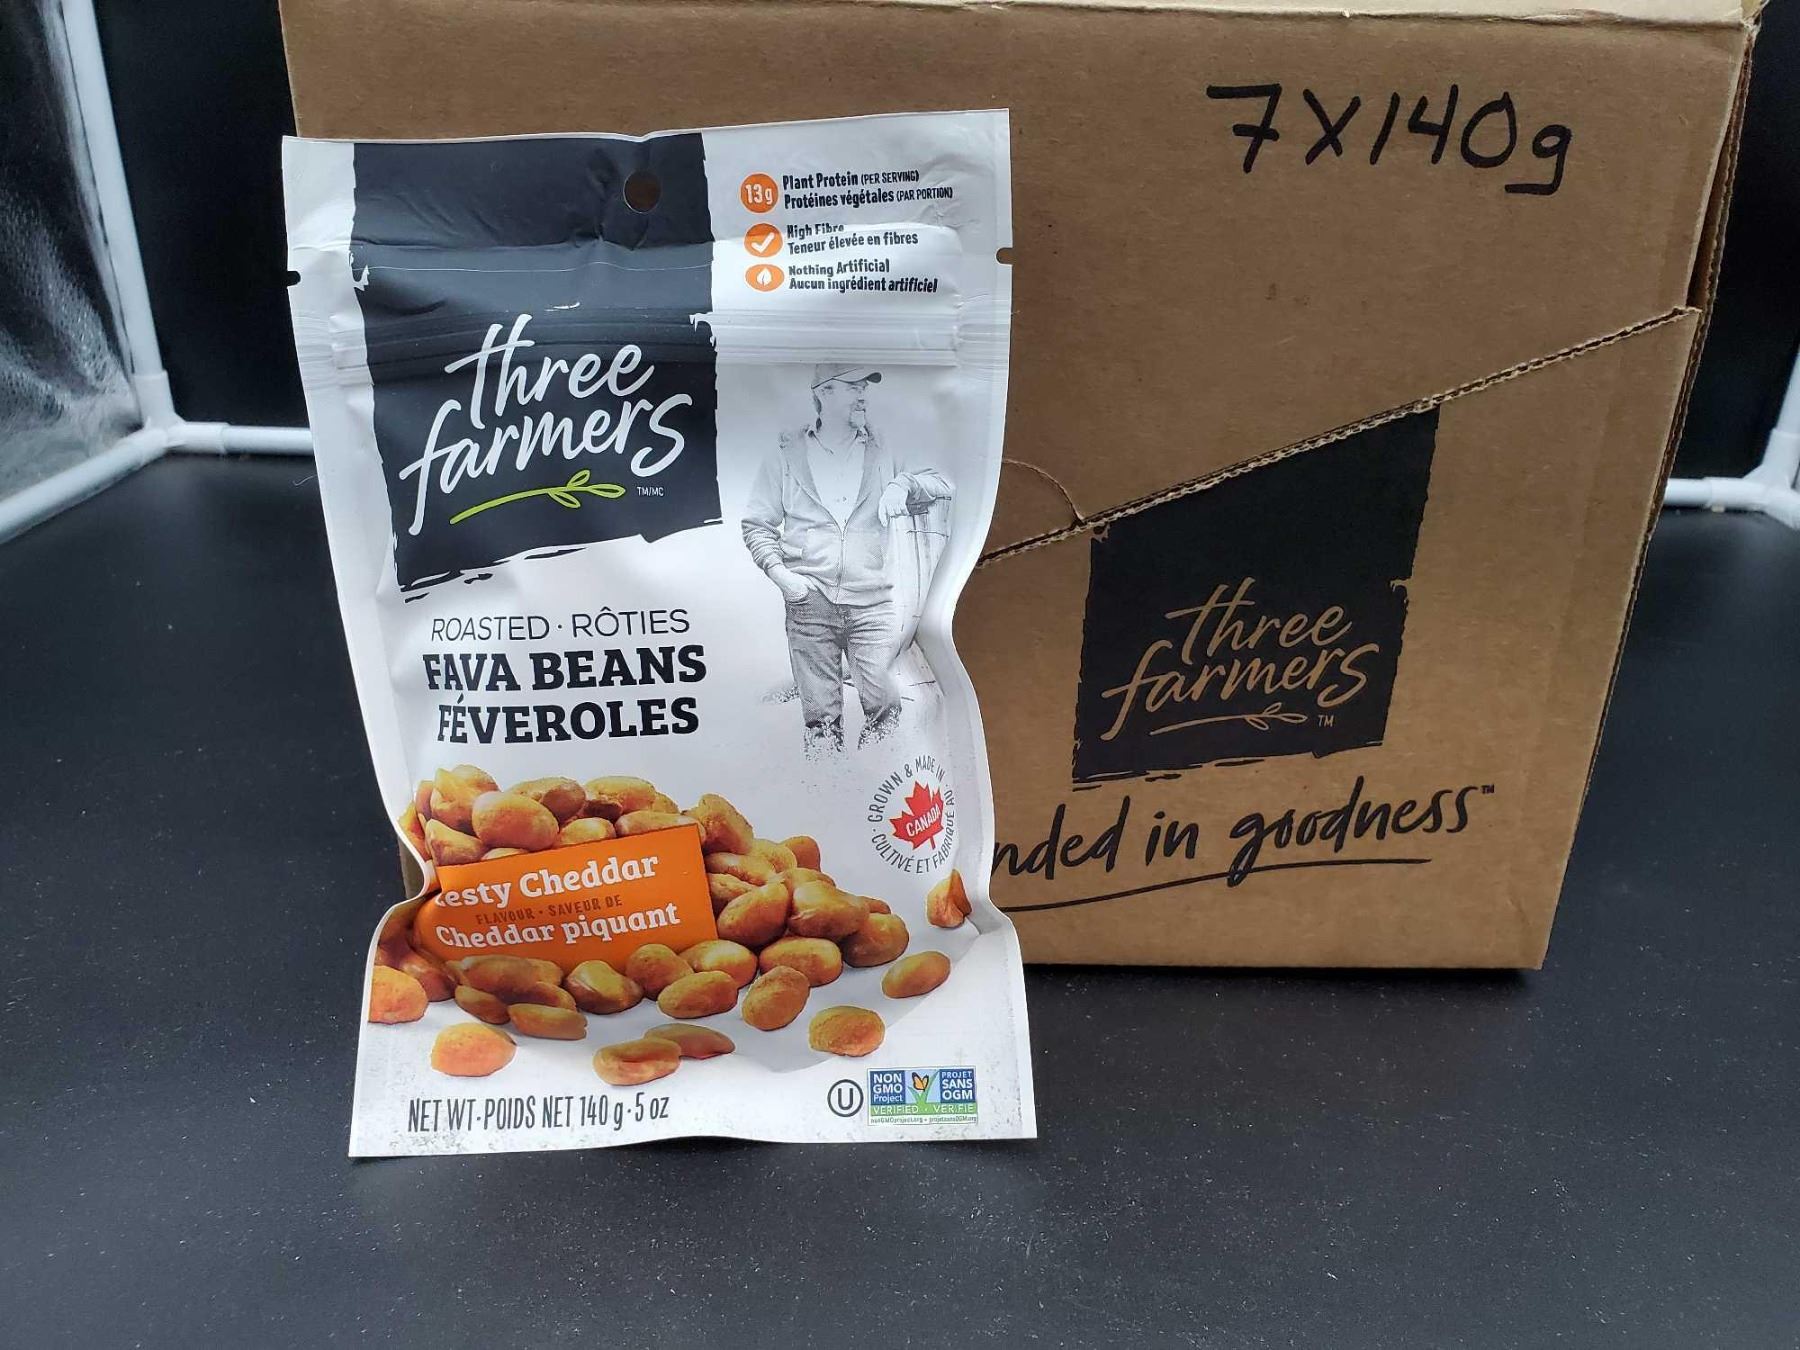 7X140g
13g
Plant Protein (PER SERVING)
Protéines végétales (PAR PORTION)
High Fibre
Teneur élevée en fibres
Nothing Artificial
Aucun ingrédient artificiel
three
farmers
TM/MC
ROASTED · RÔTIES
FAVA BEANS
FÉVEROLES
GROWN & MADE IN
CANADA
CULTIVÉ ET FABRIQUÉ AU
esty Cheddar
FLAVOUR · SAVEUR DE
Cheddar piquant
NET WT · POIDS NET 140 g · 5 oz
U
NON
GMO
Project
PROJET
SANS
OGM
VERIFIED · VÉRIFIÉ
three
farmers
TM
nded in goodness™